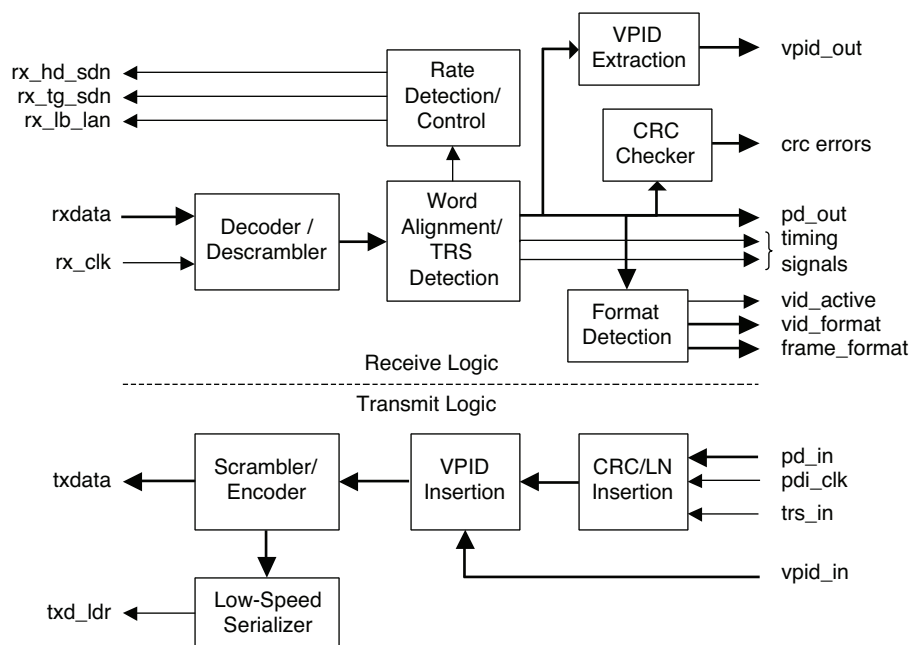 VPID
Extraction
vpid_out
rx_hd_sdn
rx_tg_sdn
rx_lb_lan
Rate
Detection/
Control
CRC
Checker
crc errors
rxdata
rx_clk
Decoder /
Descrambler
Word
Alignment/
TRS
Detection
pd_out
timing
signals
Format
Detection
vid_active
vid_format
frame_format
Receive Logic
Transmit Logic
txdata
Scrambler/
Encoder
VPID
Insertion
CRC/LN
Insertion
pd_in
pdi_clk
trs_in
vpid_in
txd_ldr
Low-Speed
Serializer